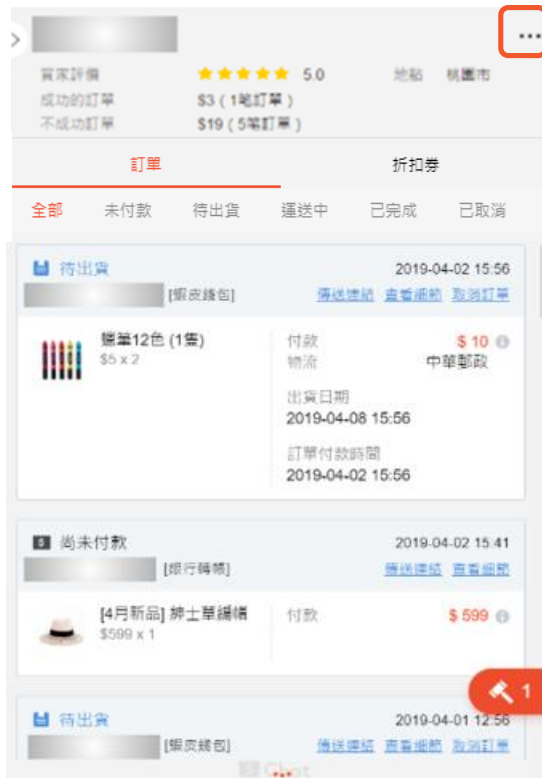 買家評價 5.0 地點 桃園市
成功的訂單 $3 ( 1笔訂單 )
不成功訂單 $19 ( 5笔訂單 )
訂單 折扣券
全部 未付款 待出貨 運送中 已完成 已取消
待出貨 2019-04-02 15:56
[蝦皮錢包] 傳送連結 查看細節 取消訂單
蠟筆12色 (1隻) 付款 $ 10
$5 x 2 物流 中華郵政
出貨日期
2019-04-08 15:56
訂單付款時間
2019-04-02 15:56
尚未付款 2019-04-02 15:41
[銀行轉帳] 傳送連結 查看細節
[4月新品] 紳士草編帽 付款 $ 599
$599 x 1
1
待出貨 2019-04-01 12:56
[蝦皮錢包] 傳送連結 查看細節 取消訂單
Chat